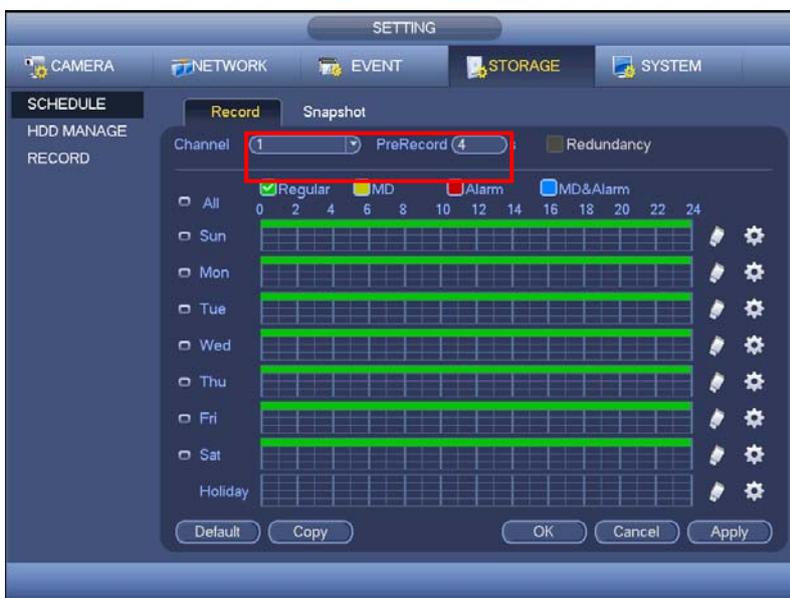 SETTING
CAMERA NETWORK EVENT STORAGE SYSTEM
SCHEDULE
HDD MANAGE
RECORD
Record Snapshot
Channel 1 PreRecord 4 s Redundancy
Regular MD Alarm MD&Alarm
All 0 2 4 6 8 10 12 14 16 18 20 22 24
Sun
Mon
Tue
Wed
Thu
Fri
Sat
Holiday
Default Copy OK Cancel Apply